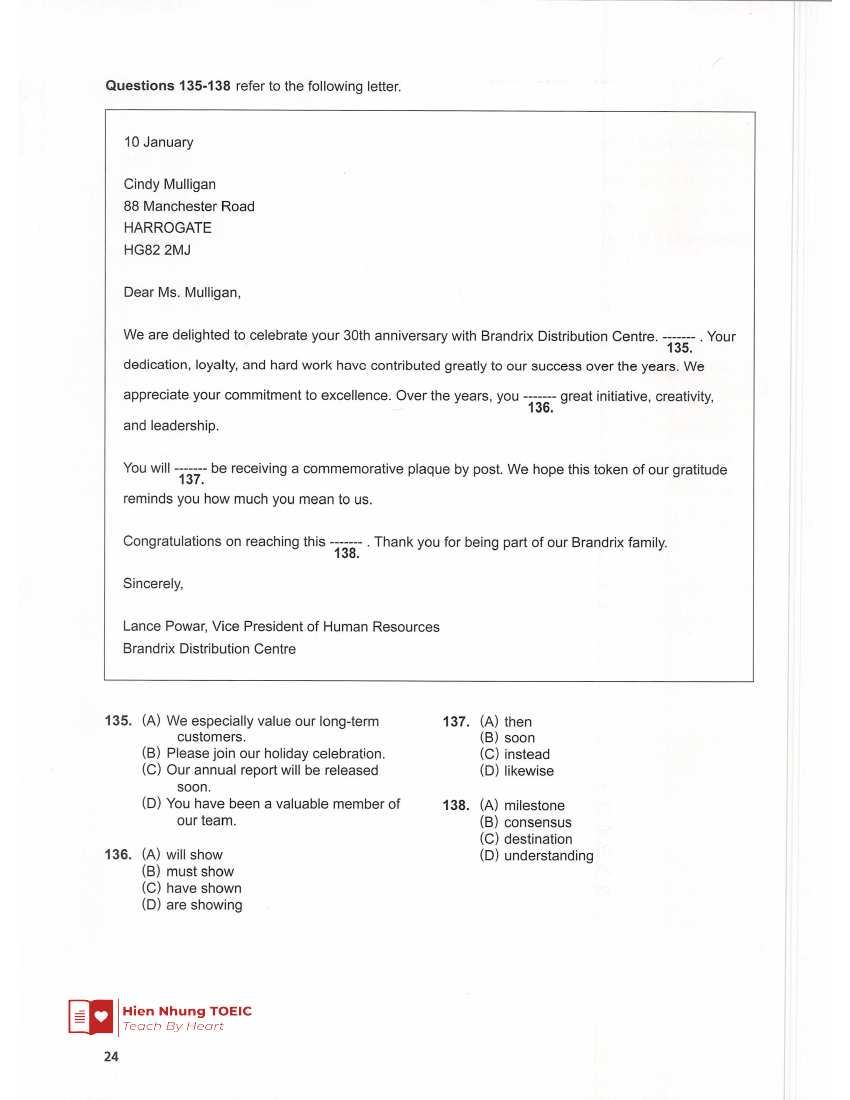 Questions 135-138 refer to the following letter.
10 January
Cindy Mulligan
88 Manchester Road
HARROGATE
HG82 2MJ
Dear Ms. Mulligan,
We are delighted to celebrate your 30th anniversary with Brandrix Distribution Centre. ------- . Your
135.
dedication, loyalty, and hard work have contributed greatly to our success over the years. We
appreciate your commitment to excellence. Over the years, you ------- great initiative, creativity,
136.
and leadership.
You will ------- be receiving a commemorative plaque by post. We hope this token of our gratitude
137.
reminds you how much you mean to us.
Congratulations on reaching this ------- . Thank you for being part of our Brandrix family.
138.
Sincerely,
Lance Powar, Vice President of Human Resources
Brandrix Distribution Centre
135. (A) We especially value our long-term
customers.
(B) Please join our holiday celebration.
(C) Our annual report will be released
soon.
(D) You have been a valuable member of
our team.
136. (A) will show
(B) must show
(C) have shown
(D) are showing
137. (A) then
(B) soon
(C) instead
(D) likewise
138. (A) milestone
(B) consensus
(C) destination
(D) understanding
Hien Nhung TOEIC
Teach By Heart
24